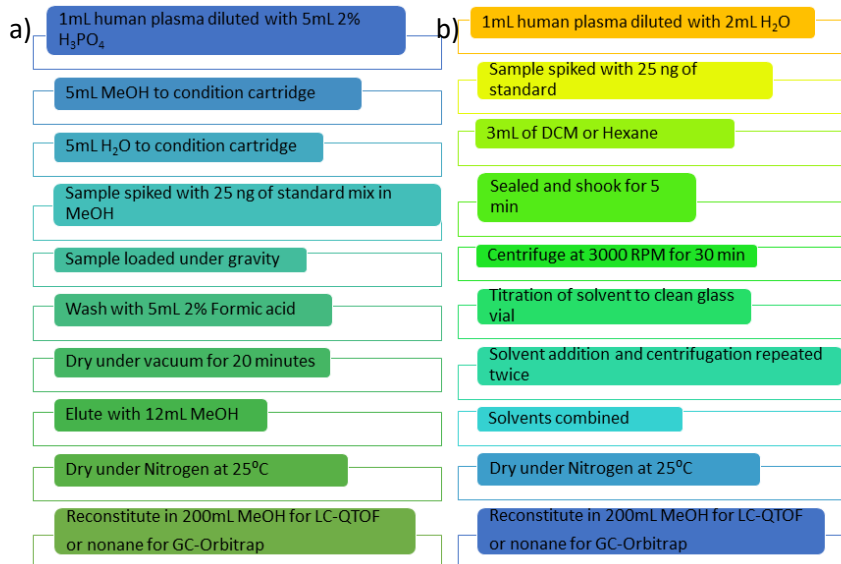 a)
1mL human plasma diluted with 5mL 2%
H₃PO₄
5mL MeOH to condition cartridge
5mL H₂O to condition cartridge
Sample spiked with 25 ng of standard mix in
MeOH
Sample loaded under gravity
Wash with 5mL 2% Formic acid
Dry under vacuum for 20 minutes
Elute with 12mL MeOH
Dry under Nitrogen at 25⁰C
Reconstitute in 200mL MeOH for LC-QTOF
or nonane for GC-Orbitrap
b)
1mL human plasma diluted with 2mL H₂O
Sample spiked with 25 ng of
standard
3mL of DCM or Hexane
Sealed and shook for 5
min
Centrifuge at 3000 RPM for 30 min
Titration of solvent to clean glass
vial
Solvent addition and centrifugation repeated
twice
Solvents combined
Dry under Nitrogen at 25⁰C
Reconstitute in 200mL MeOH for LC-QTOF
or nonane for GC-Orbitrap